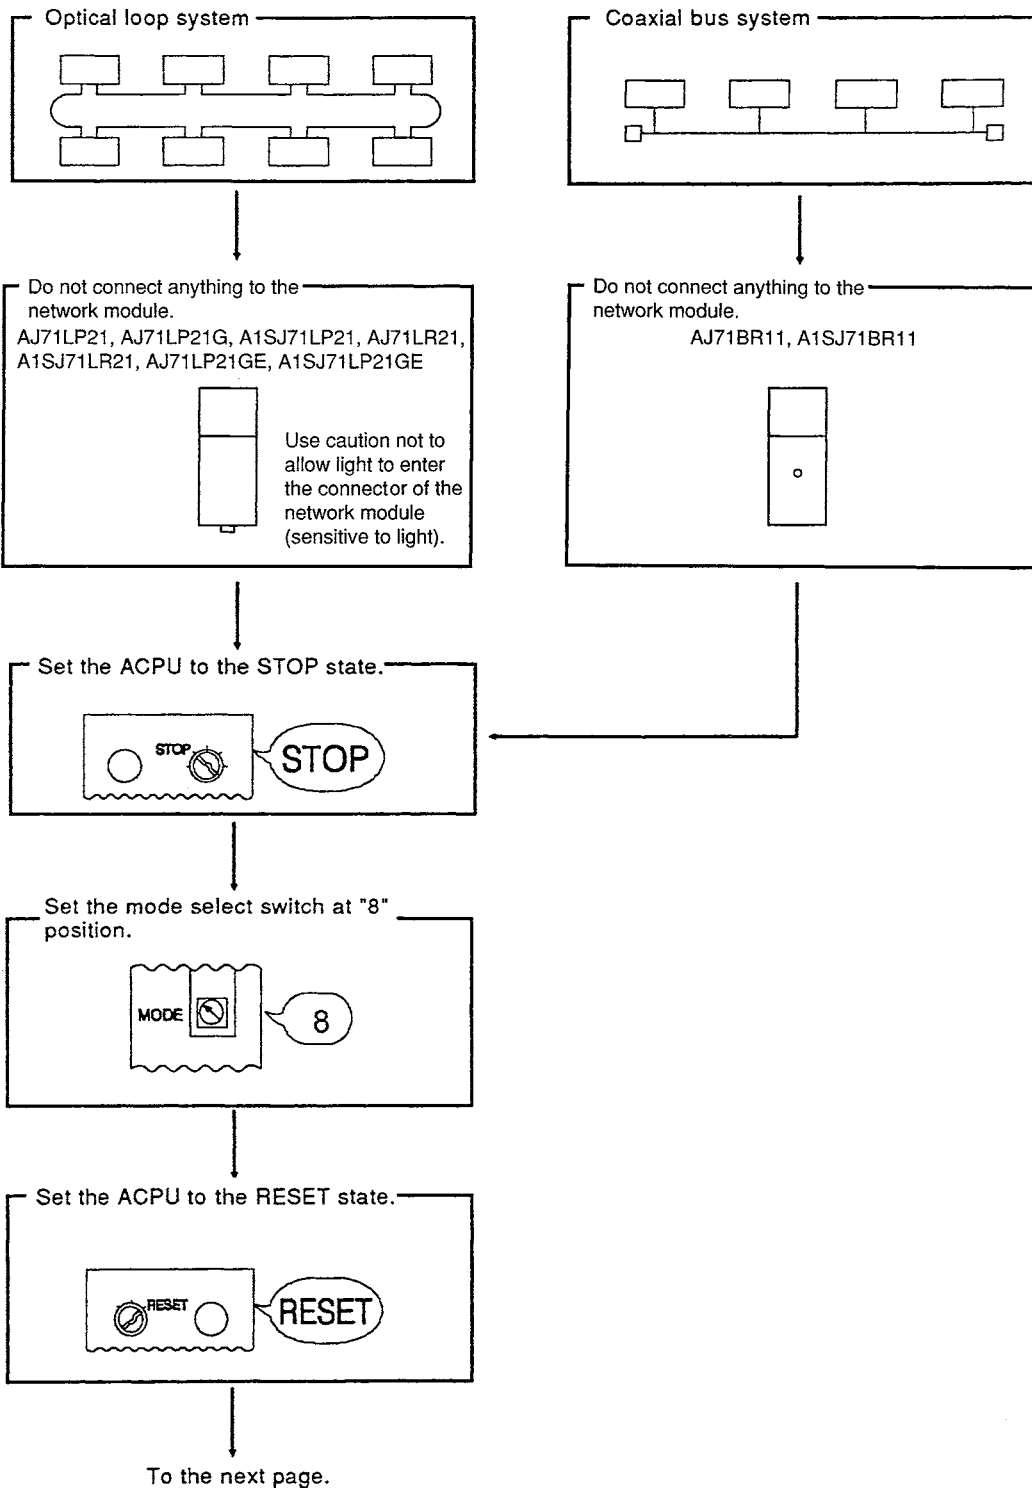 Optical loop system
Coaxial bus system
Do not connect anything to the
network module.
AJ71LP21, AJ71LP21G, A1SJ71LP21, AJ71LR21,
A1SJ71LR21, AJ71LP21GE, A1SJ71LP21GE
Use caution not to
allow light to enter
the connector of the
network module
(sensitive to light).
Do not connect anything to the
network module.
AJ71BR11, A1SJ71BR11
Set the ACPU to the STOP state.
STOP
STOP
Set the mode select switch at "8"
position.
MODE
8
Set the ACPU to the RESET state.
RESET
RESET
To the next page.